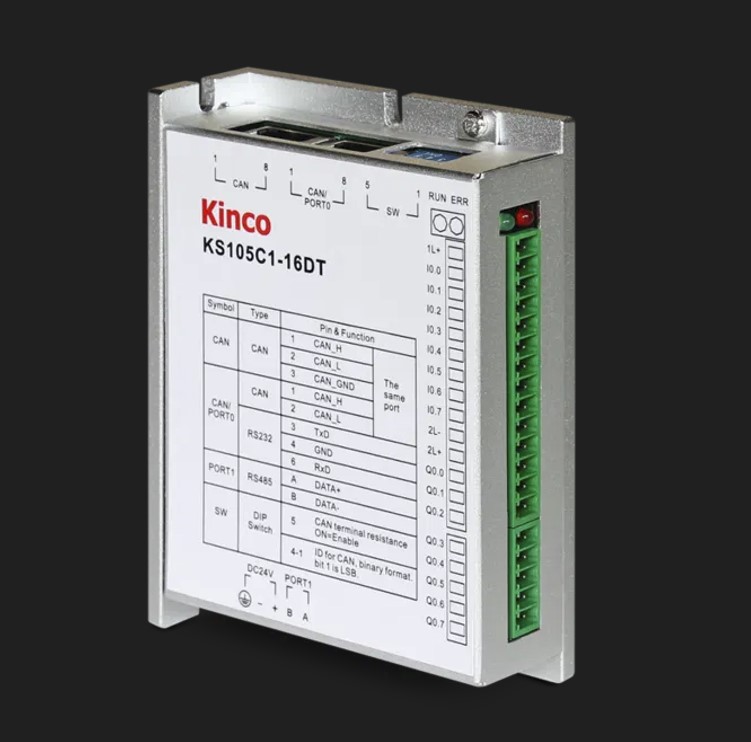 1 8 1 8 5 1 RUN ERR
CAN CAN/ PORT0 SW
Kinco
KS105C1-16DT
1L+
I0.0
I0.1
I0.2
I0.3
I0.4
I0.5
I0.6
I0.7
2L-
2L+
Q0.0
Q0.1
Q0.2
Q0.3
Q0.4
Q0.5
Q0.6
Q0.7
Symbol Type Pin & Function
CAN CAN 1 CAN_H
2 CAN_L
3 CAN_GND
The same port
CAN/ PORT0 CAN 1 CAN_H
2 CAN_L
RS232 3 TxD
4 GND
6 RxD
PORT1 RS485 A DATA+
B DATA-
SW DIP Switch 5 CAN terminal resistance
ON=Enable
4-1 ID for CAN, binary format.
bit 1 is LSB.
DC24V PORT1
- + B A